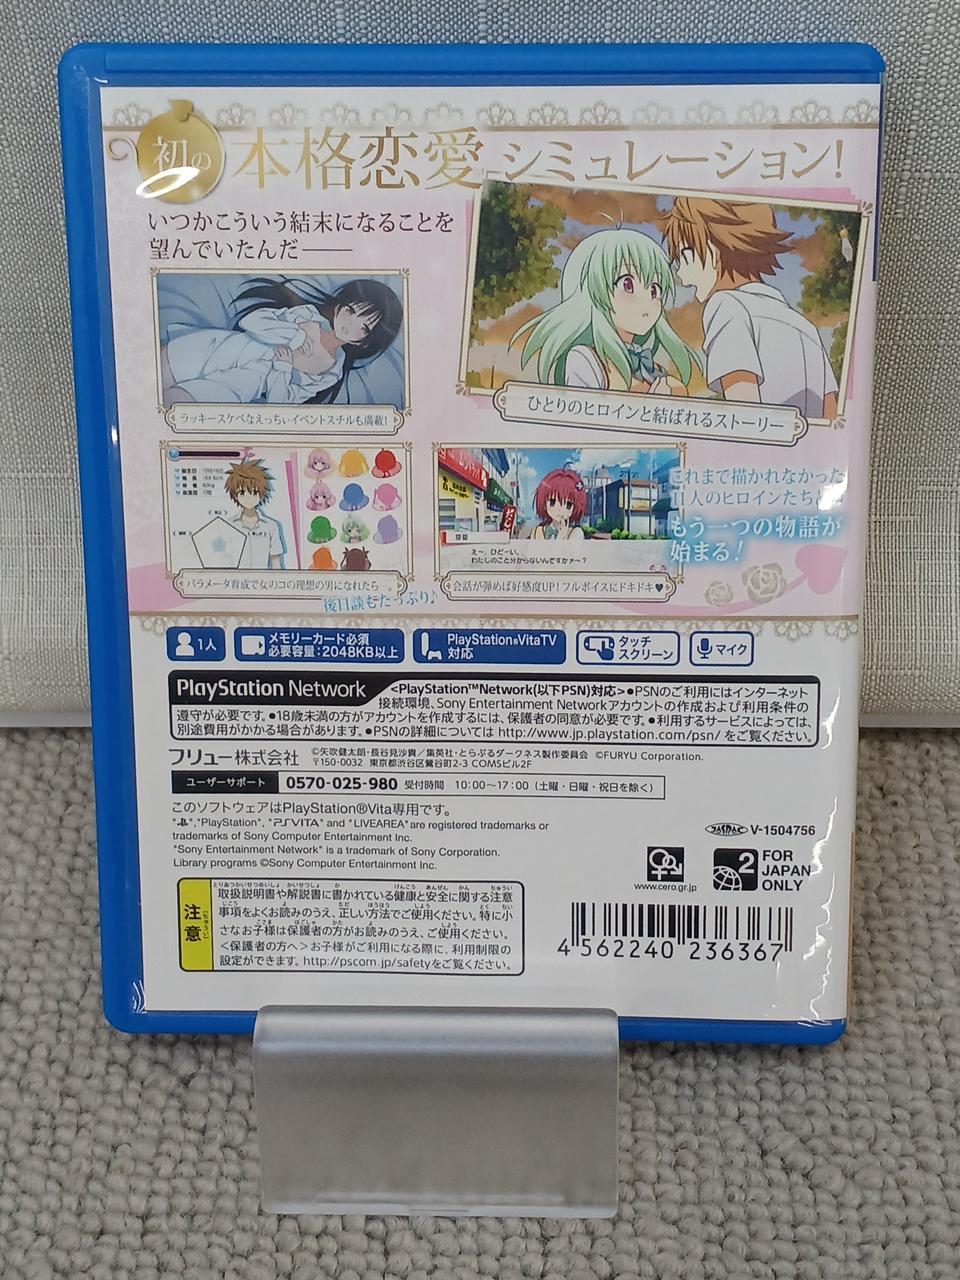 初の 本格恋愛シミュレーション!
いつかこういう結末になることを
望んでいたんだ――
ラッキースケベなえっちぃイベントスチルも満載!
ひとりのヒロインと結ばれるストーリー
これまで描かれなかった
11人のヒロインたちと…
もう一つの物語が
始まる!
芽亜
えー、ひどーい。
わたしのこと分からないんですかぁ～?
パラメータ育成で女のコの理想の男になれたら…。
後日談もたっぷり♪
会話が弾めば好感度UP!フルボイスにドキドキ♥
1人
メモリーカード必須
必要容量:2048KB以上
PlayStation®VitaTV
対応
タッチ
スクリーン
マイク
PlayStation Network
<PlayStation™Network(以下PSN)対応>●PSNのご利用にはインターネット
接続環境、Sony Entertainment Networkアカウントの作成および利用条件の
遵守が必要です。●18歳未満の方がアカウントを作成するには、保護者の同意が必要です。●利用するサービスによっては、
別途費用がかかる場合があります。●PSNの詳細については http://www.jp.playstation.com/psn/ をご覧ください。
フリュー株式会社
©矢吹健太朗・長谷見沙貴／集英社・とらぶるダークネス製作委員会 ©FURYU Corporation.
〒150-0032 東京都渋谷区鶯谷町2-3 COMSビル2F
ユーザーサポート 0570-025-980 受付時間 10:00～17:00（土曜・日曜・祝日を除く）
このソフトウェアはPlayStation®Vita専用です。
"", "PlayStation", "PSVITA" and "LIVEAREA" are registered trademarks or
trademarks of Sony Computer Entertainment Inc.
"Sony Entertainment Network" is a trademark of Sony Corporation.
Library programs ©Sony Computer Entertainment Inc.
JASRAC V-1504756
www.cero.gr.jp
2
FOR
JAPAN
ONLY
注意
ちゅうい
取扱説明書や解説書に書かれている健康と安全に関する注意
事項をよくお読みのうえ、正しい方法でご使用ください。特に小
さなお子様は保護者の方がお読みのうえ、ご使用ください。
<保護者の方へ>お子様がご利用になる際に、利用制限の
設定ができます。http://pscom.jp/safetyをご覧ください。
4 562240 236367